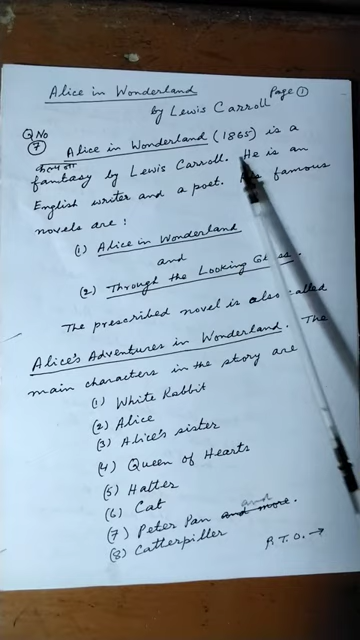 Alice in Wonderland Page 1
by Lewis Carroll
Q No
7 Alice in Wonderland (1865) is a
fantasy by Lewis Carroll. He is an
English writer and a poet. famous
novels are :
(1) Alice in Wonderland
and
(2) Through the Looking Glass.
The prescribed novel is also called
Alice's Adventures in Wonderland. The
main characters in the story are
(1) White Rabbit
(2) Alice
(3) Alice's sister
(4) Queen of Hearts
(5) Hatter
(6) Cat
(7) Peter Pan and
(8) Catterpiller
P.T.O. →